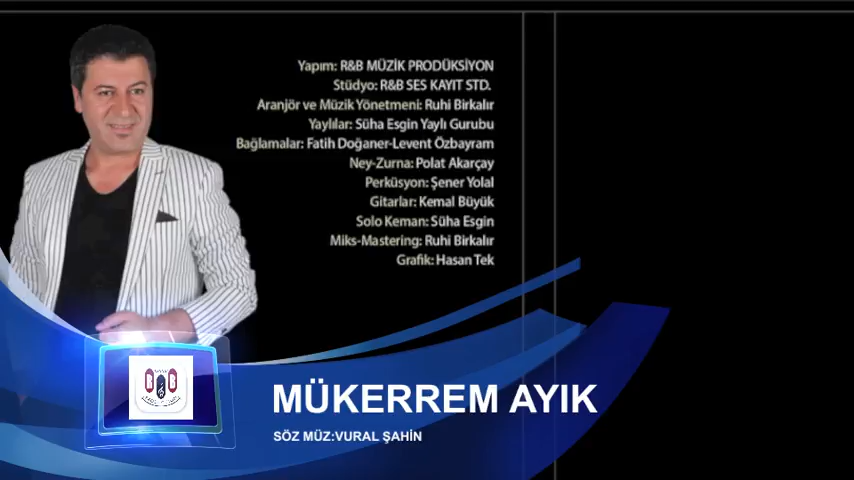 Yapım: R&B MÜZİK PRODÜKSİYON
Stüdyo: R&B SES KAYIT STD.
Aranjör ve Müzik Yönetmeni: Ruhi Birkalır
Yaylılar: Süha Esgin Yaylı Gurubu
Bağlamalar: Fatih Doğaner-Levent Özbayram
Ney-Zurna: Polat Akarçay
Perküsyon: Şener Yolal
Gitarlar: Kemal Büyük
Solo Keman: Süha Esgin
Miks-Mastering: Ruhi Birkalır
Grafik: Hasan Tek
MÜKERREM AYIK
SÖZ MÜZ:VURAL ŞAHİN